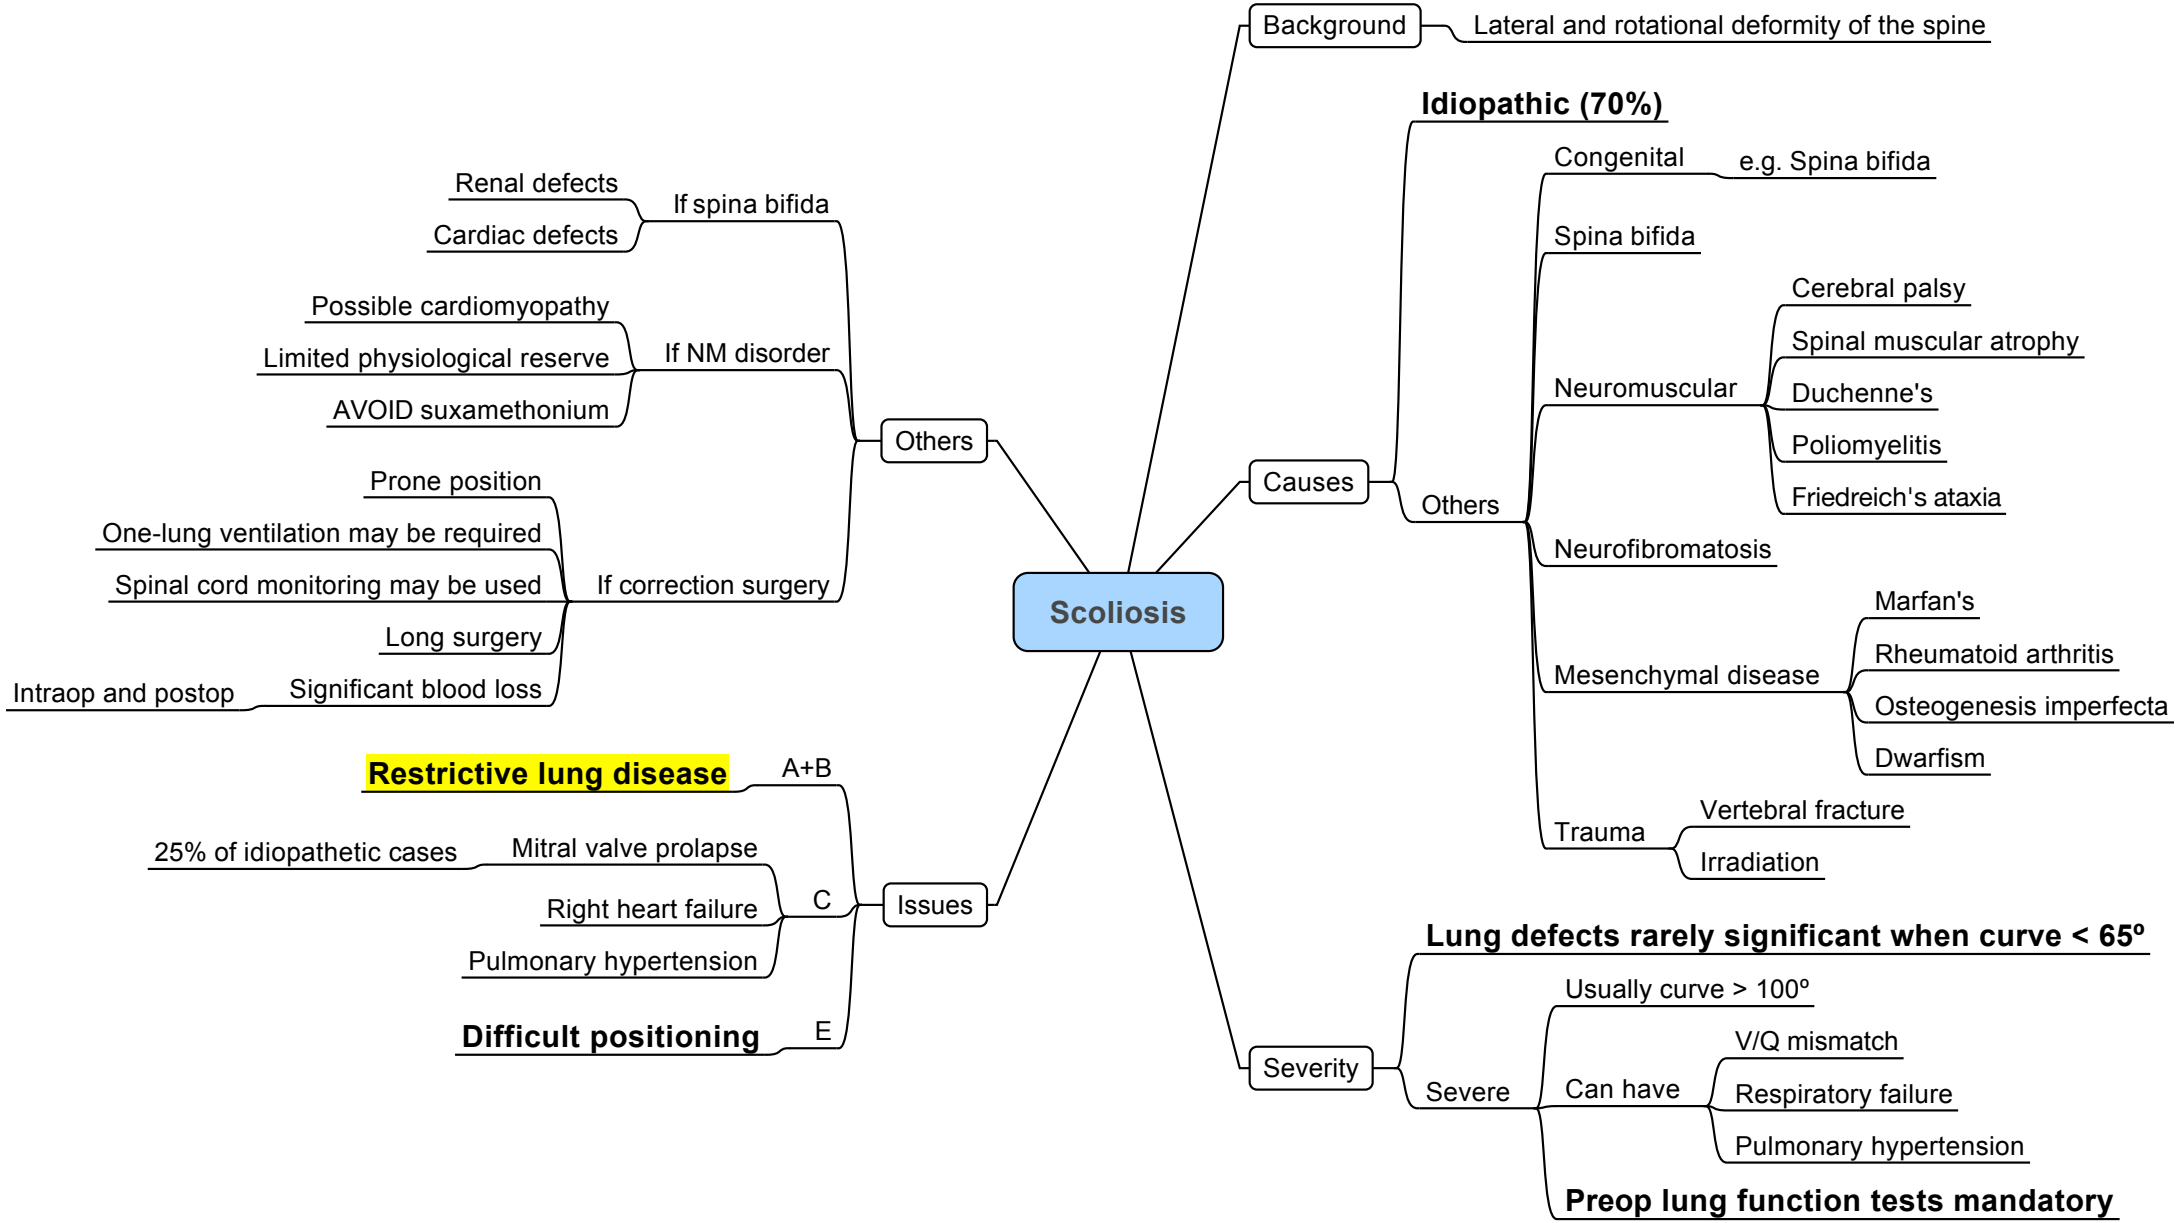 Scoliosis
Background
Lateral and rotational deformity of the spine
Causes
Idiopathic (70%)
Others
Congenital
e.g. Spina bifida
Spina bifida
Neuromuscular
Cerebral palsy
Spinal muscular atrophy
Duchenne's
Poliomyelitis
Friedreich's ataxia
Neurofibromatosis
Mesenchymal disease
Marfan's
Rheumatoid arthritis
Osteogenesis imperfecta
Dwarfism
Trauma
Vertebral fracture
Irradiation
Severity
Lung defects rarely significant when curve < 65º
Severe
Usually curve > 100º
Can have
V/Q mismatch
Respiratory failure
Pulmonary hypertension
Preop lung function tests mandatory
Issues
A+B
Restrictive lung disease
C
Mitral valve prolapse
25% of idiopathetic cases
Right heart failure
Pulmonary hypertension
E
Difficult positioning
Others
If spina bifida
Renal defects
Cardiac defects
If NM disorder
Possible cardiomyopathy
Limited physiological reserve
AVOID suxamethonium
If correction surgery
Prone position
One-lung ventilation may be required
Spinal cord monitoring may be used
Long surgery
Significant blood loss
Intraop and postop